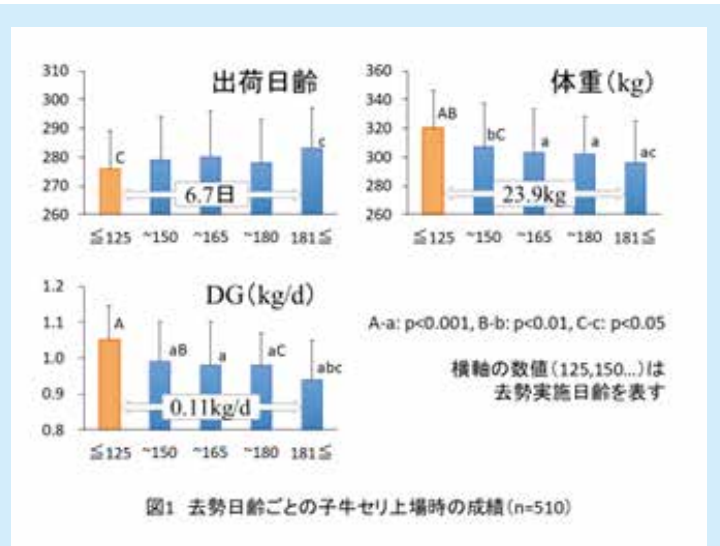 出荷日齢
310
300
290
280
270
260
C
c
6.7日
≦125 ~150 ~165 ~180 181≦
体重(kg)
360
340
320
300
280
260
AB
bC
a
a
ac
23.9kg
≦125 ~150 ~165 ~180 181≦
DG(kg/d)
1.2
1.1
1.0
0.9
0.8
A
aB
a
aC
abc
0.11kg/d
≦125 ~150 ~165 ~180 181≦
A-a: p<0.001, B-b: p<0.01, C-c: p<0.05
横軸の数値(125,150...)は
去勢実施日齢を表す
図1 去勢日齢ごとの子牛セリ上場時の成績(n=510)